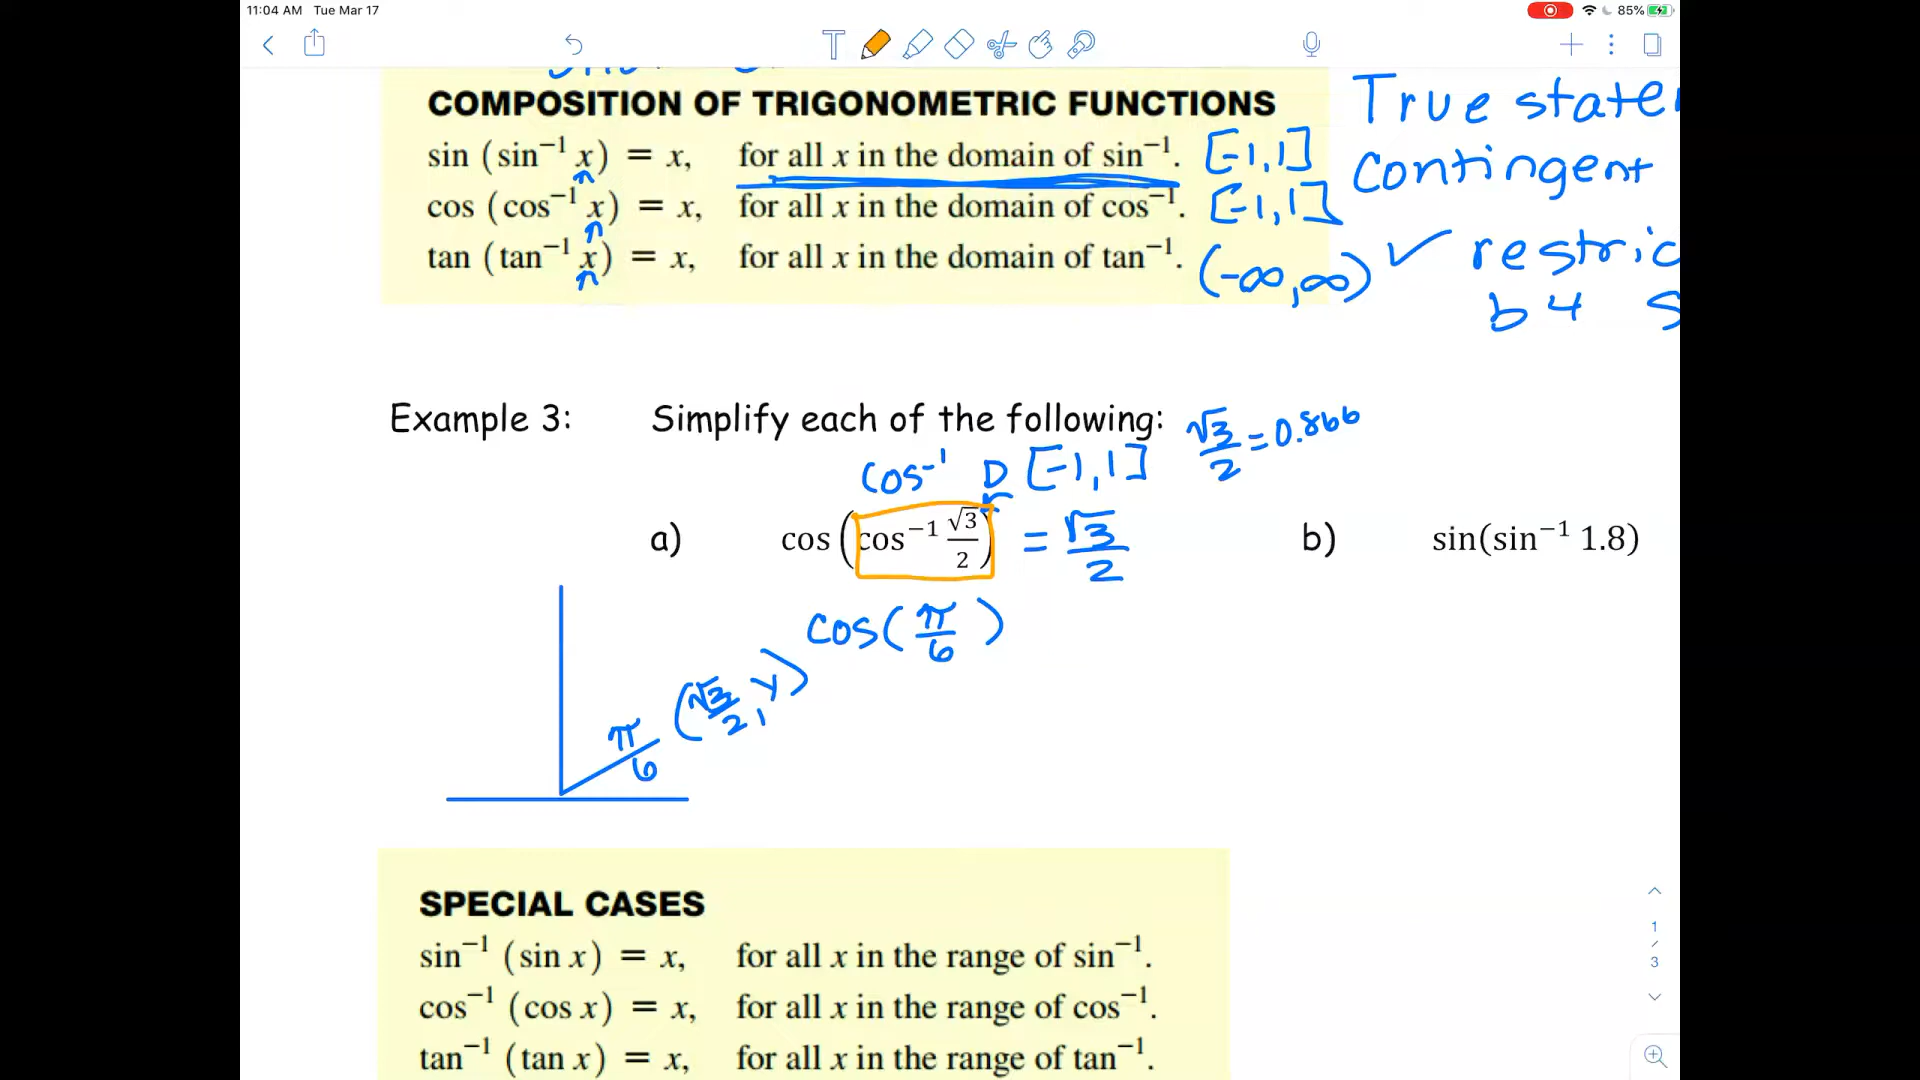 11:04 AM Tue Mar 17
85%
COMPOSITION OF TRIGONOMETRIC FUNCTIONS
sin (sin⁻¹ x) = x, for all x in the domain of sin⁻¹. [-1,1]
cos (cos⁻¹ x) = x, for all x in the domain of cos⁻¹. [-1,1]
tan (tan⁻¹ x) = x, for all x in the domain of tan⁻¹. (-∞,∞) ✓
True state
contingent
restric
b4 s
Example 3: Simplify each of the following: √3/2 = 0.866
cos⁻¹ D [-1,1]
a) cos (cos⁻¹ √3/2) = √3/2
b) sin(sin⁻¹ 1.8)
cos(π/6)
(√3/2, y)
π/6
SPECIAL CASES
sin⁻¹ (sin x) = x, for all x in the range of sin⁻¹.
cos⁻¹ (cos x) = x, for all x in the range of cos⁻¹.
tan⁻¹ (tan x) = x, for all x in the range of tan⁻¹.
1
/
3